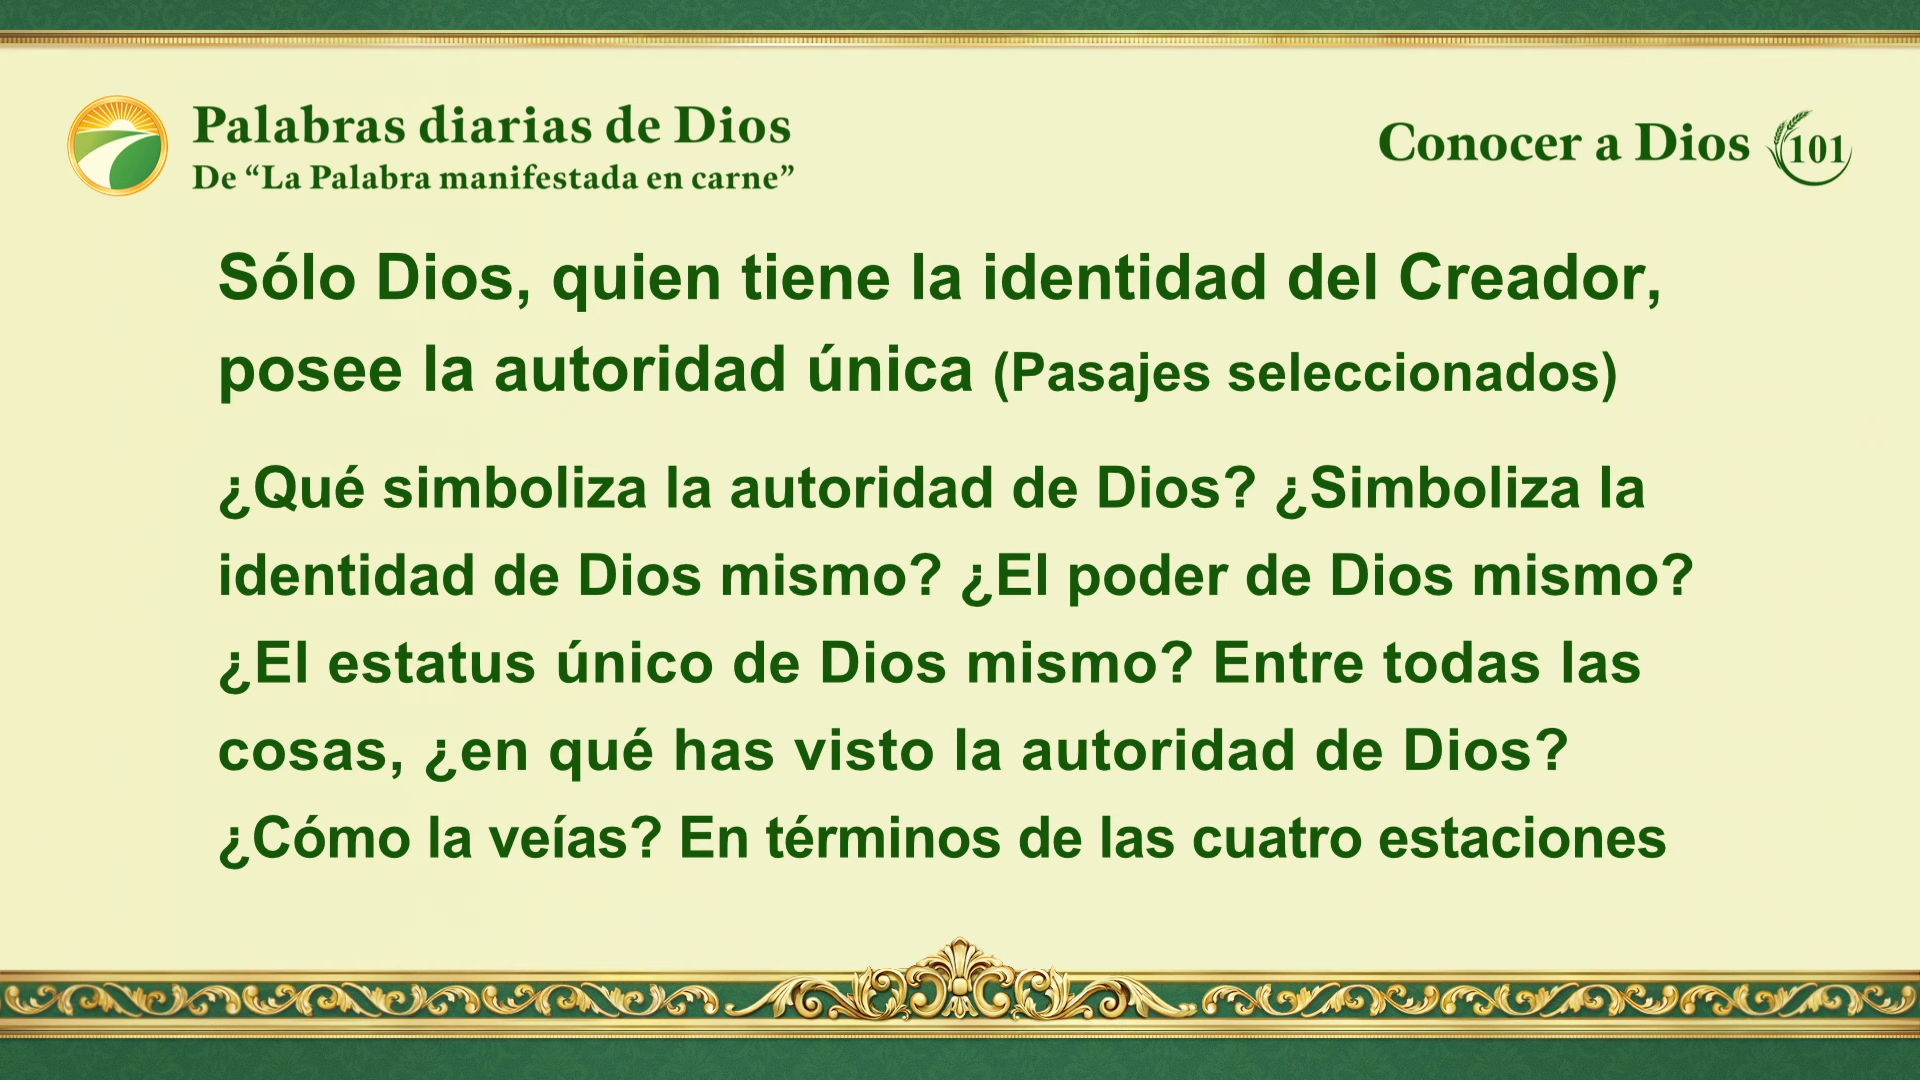 Palabras diarias de Dios
De “La Palabra manifestada en carne”
Conocer a Dios 101
Sólo Dios, quien tiene la identidad del Creador,
posee la autoridad única (Pasajes seleccionados)
¿Qué simboliza la autoridad de Dios? ¿Simboliza la
identidad de Dios mismo? ¿El poder de Dios mismo?
¿El estatus único de Dios mismo? Entre todas las
cosas, ¿en qué has visto la autoridad de Dios?
¿Cómo la veías? En términos de las cuatro estaciones